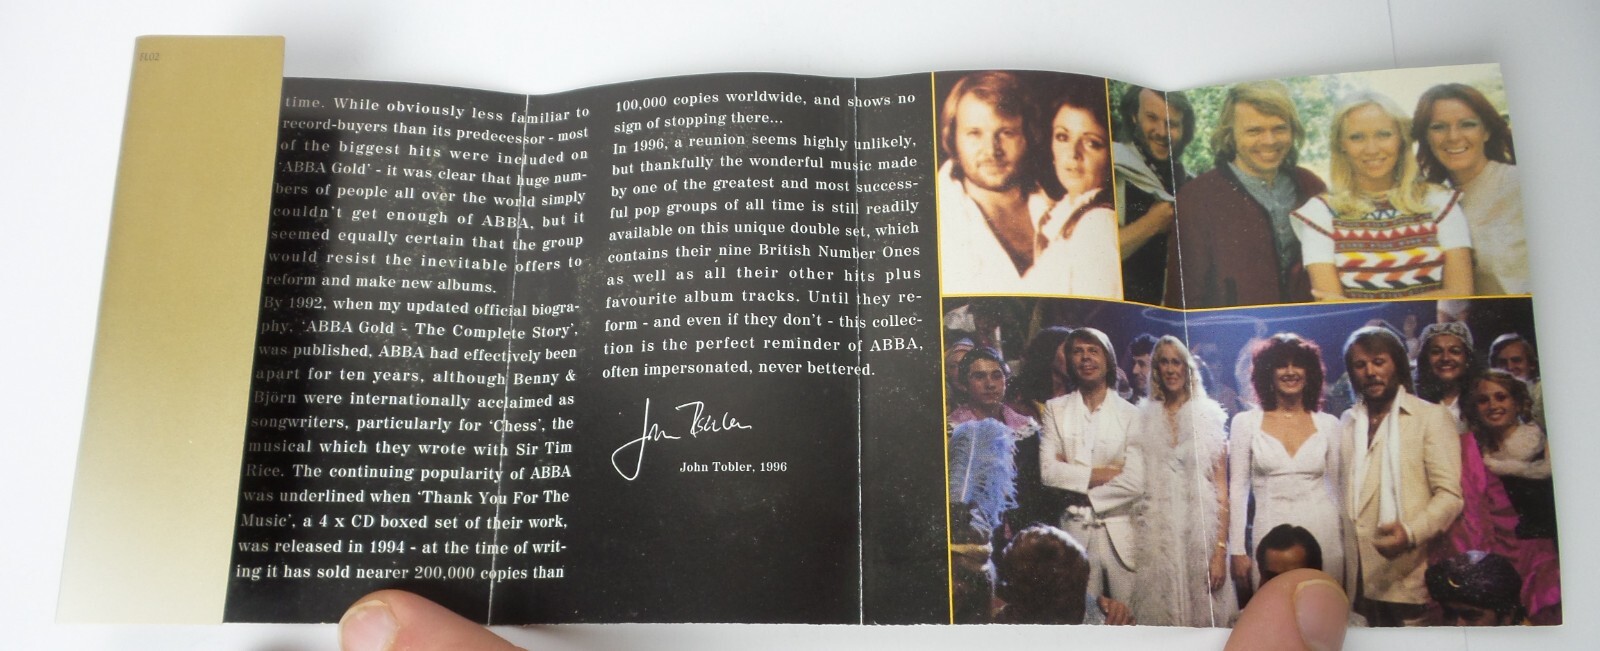 FL02
time. While obviously less familiar to
record-buyers than its predecessor - most
of the biggest hits were included on
'ABBA Gold' - it was clear that huge num-
bers of people all over the world simply
couldn't get enough of ABBA, but it
seemed equally certain that the group
would resist the inevitable offers to
reform and make new albums.
By 1992, when my updated official biogra-
phy, 'ABBA Gold - The Complete Story',
was published, ABBA had effectively been
apart for ten years, although Benny &
Björn were internationally acclaimed as
songwriters, particularly for 'Chess', the
musical which they wrote with Sir Tim
Rice. The continuing popularity of ABBA
was underlined when 'Thank You For The
Music', a 4 x CD boxed set of their work,
was released in 1994 - at the time of writ-
ing it has sold nearer 200,000 copies than
100,000 copies worldwide, and shows no
sign of stopping there...
In 1996, a reunion seems highly unlikely,
but thankfully the wonderful music made
by one of the greatest and most success-
ful pop groups of all time is still readily
available on this unique double set, which
contains their nine British Number Ones
as well as all their other hits plus
favourite album tracks. Until they re-
form - and even if they don't - this collec-
tion is the perfect reminder of ABBA,
often impersonated, never bettered.
John Tobler
John Tobler, 1996